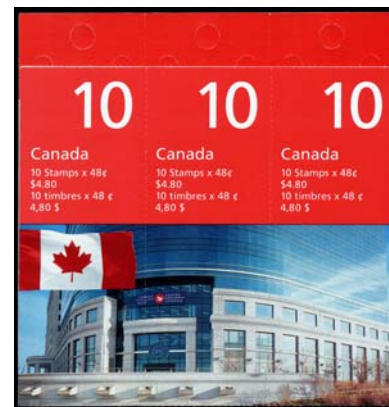 10 10 10
Canada Canada Canada
10 Stamps x 48¢ 10 Stamps x 48¢ 10 Stamps x 48¢
$4.80 $4.80 $4.80
10 timbres x 48 ¢ 10 timbres x 48 ¢ 10 timbres x 48 ¢
4,80 $ 4,80 $ 4,80 $